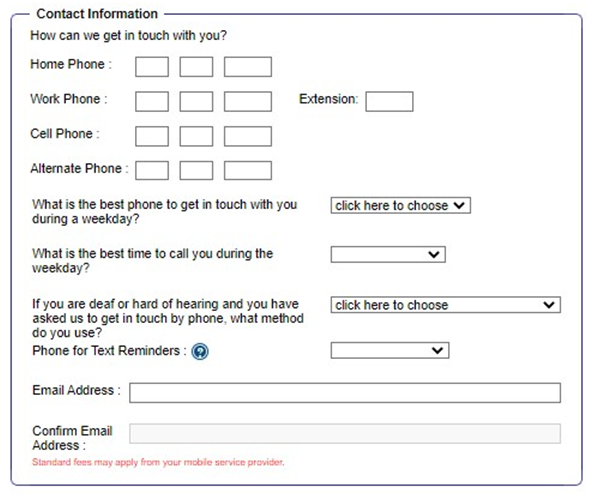 Contact Information
How can we get in touch with you?
Home Phone :
Work Phone : Extension:
Cell Phone :
Alternate Phone :
What is the best phone to get in touch with you click here to choose
during a weekday?
What is the best time to call you during the
weekday?
If you are deaf or hard of hearing and you have click here to choose
asked us to get in touch by phone, what method
do you use?
Phone for Text Reminders : ?
Email Address :
Confirm Email
Address :
Standard fees may apply from your mobile service provider.